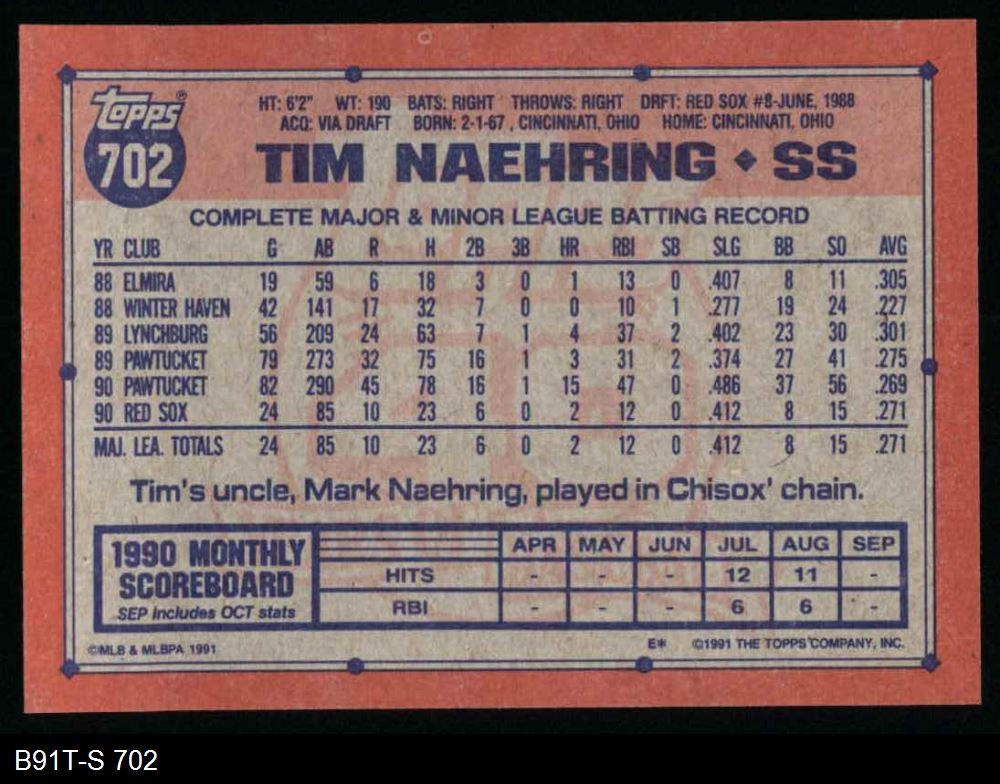 topps®
702
HT: 6'2" WT: 190 BATS: RIGHT THROWS: RIGHT DRFT: RED SOX #8-JUNE, 1988
ACQ: VIA DRAFT BORN: 2-1-67, CINCINNATI, OHIO HOME: CINCINNATI, OHIO
TIM NAEHRING ♦ SS
COMPLETE MAJOR & MINOR LEAGUE BATTING RECORD
YR CLUB G AB R H 2B 3B HR RBI SB SLG BB SO AVG
88 ELMIRA 19 59 6 18 3 0 1 13 0 .407 8 11 .305
88 WINTER HAVEN 42 141 17 32 7 0 0 10 1 .277 19 24 .227
89 LYNCHBURG 56 209 24 63 7 1 4 37 2 .402 23 30 .301
89 PAWTUCKET 79 273 32 75 16 1 3 31 2 .374 27 41 .275
90 PAWTUCKET 82 290 45 78 16 1 15 47 0 .486 37 56 .269
90 RED SOX 24 85 10 23 6 0 2 12 0 .412 8 15 .271
MAJ. LEA. TOTALS 24 85 10 23 6 0 2 12 0 .412 8 15 .271
Tim's uncle, Mark Naehring, played in Chisox' chain.
1990 MONTHLY
SCOREBOARD
SEP includes OCT stats
APR MAY JUN JUL AUG SEP
HITS - - - 12 11 -
RBI - - - 6 6 -
©MLB & MLBPA 1991
E* ©1991 THE TOPPS COMPANY, INC.
B91T-S 702